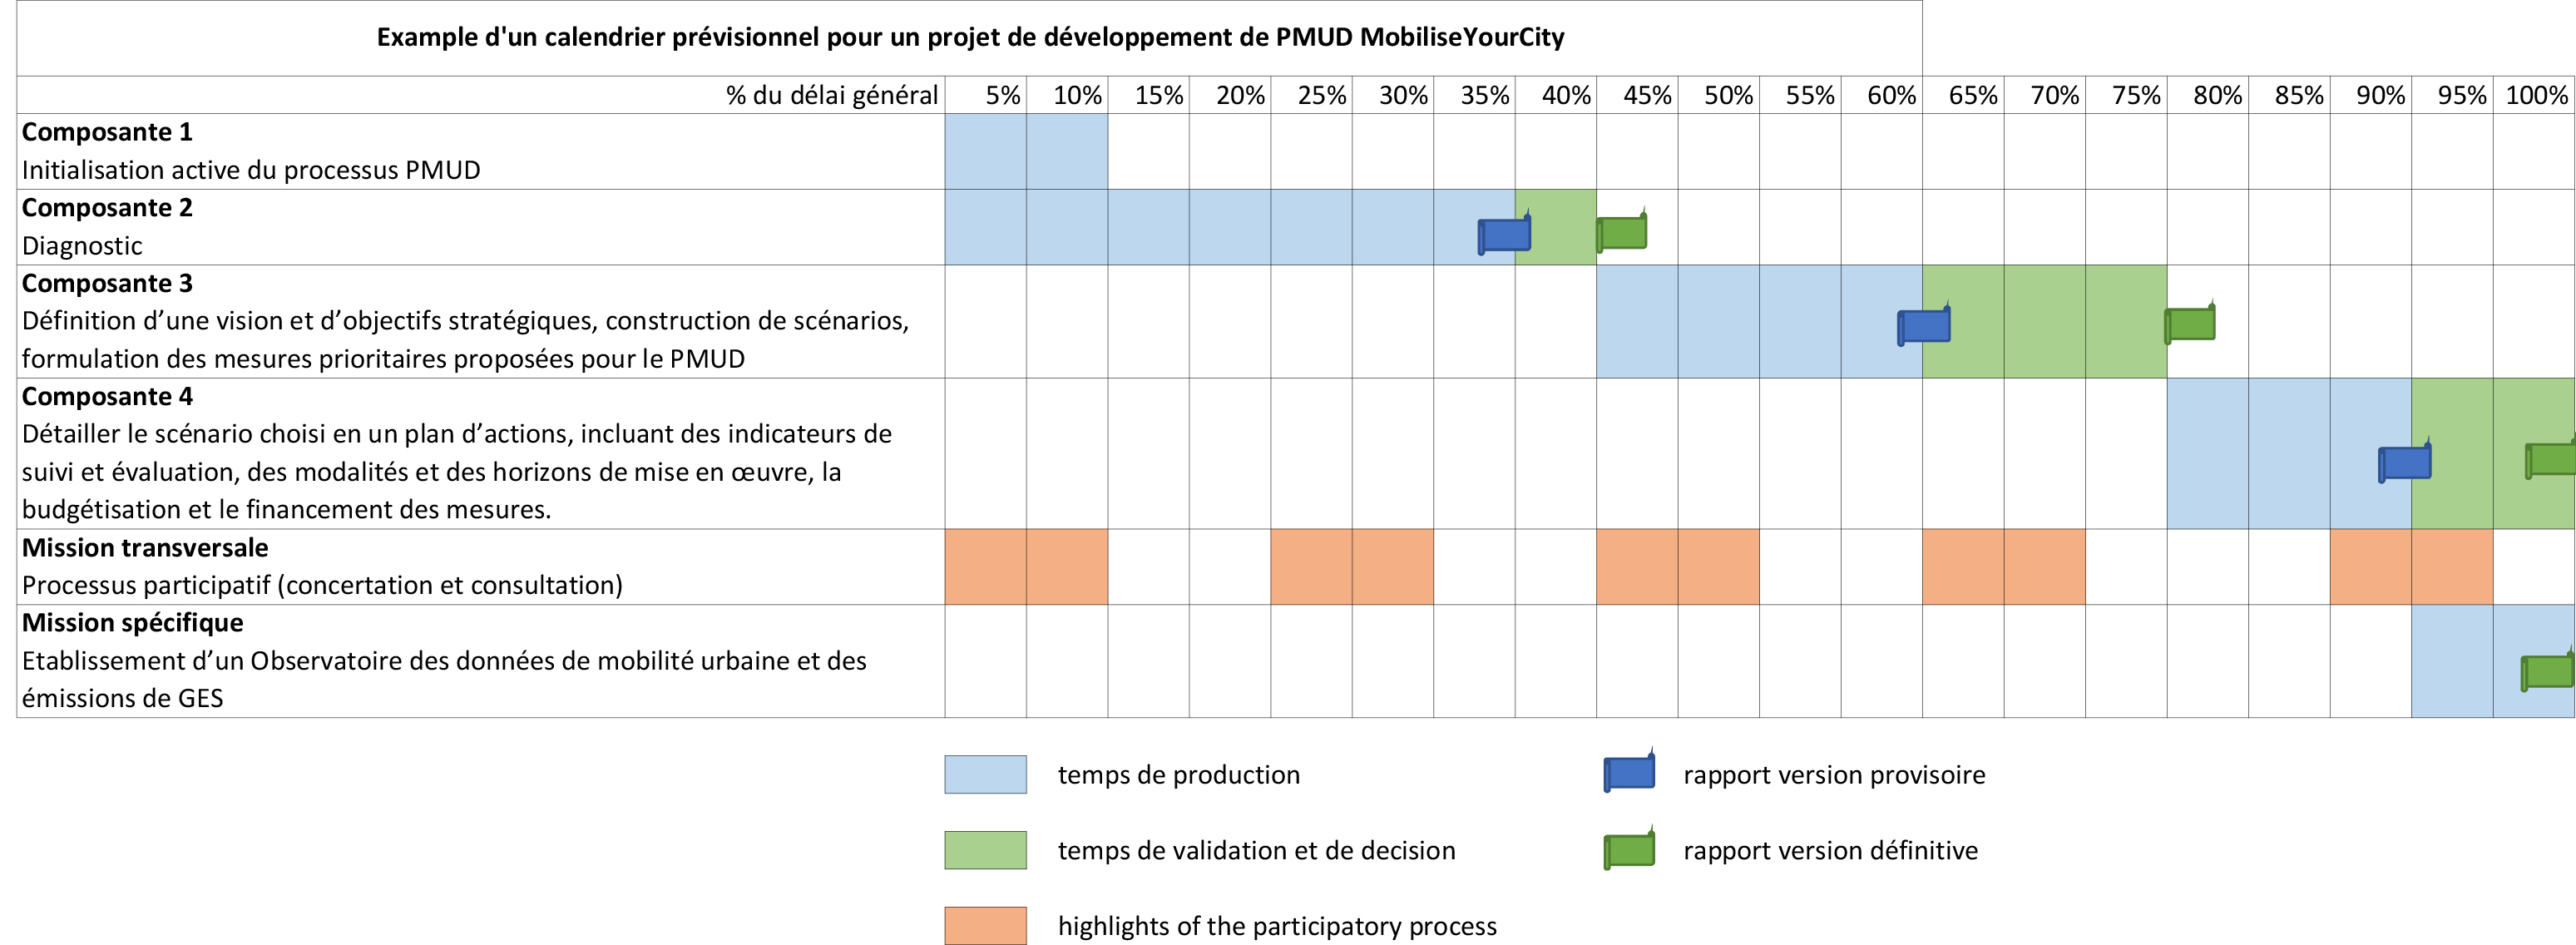 Example d'un calendrier prévisionnel pour un projet de développement de PMUD MobiliseYourCity
% du délai général 5% 10% 15% 20% 25% 30% 35% 40% 45% 50% 55% 60% 65% 70% 75% 80% 85% 90% 95% 100%
Composante 1
Initialisation active du processus PMUD
Composante 2
Diagnostic
Composante 3
Définition d’une vision et d’objectifs stratégiques, construction de scénarios,
formulation des mesures prioritaires proposées pour le PMUD
Composante 4
Détailler le scénario choisi en un plan d’actions, incluant des indicateurs de
suivi et évaluation, des modalités et des horizons de mise en œuvre, la
budgétisation et le financement des mesures.
Mission transversale
Processus participatif (concertation et consultation)
Mission spécifique
Etablissement d’un Observatoire des données de mobilité urbaine et des
émissions de GES
temps de production
rapport version provisoire
temps de validation et de decision
rapport version définitive
highlights of the participatory process